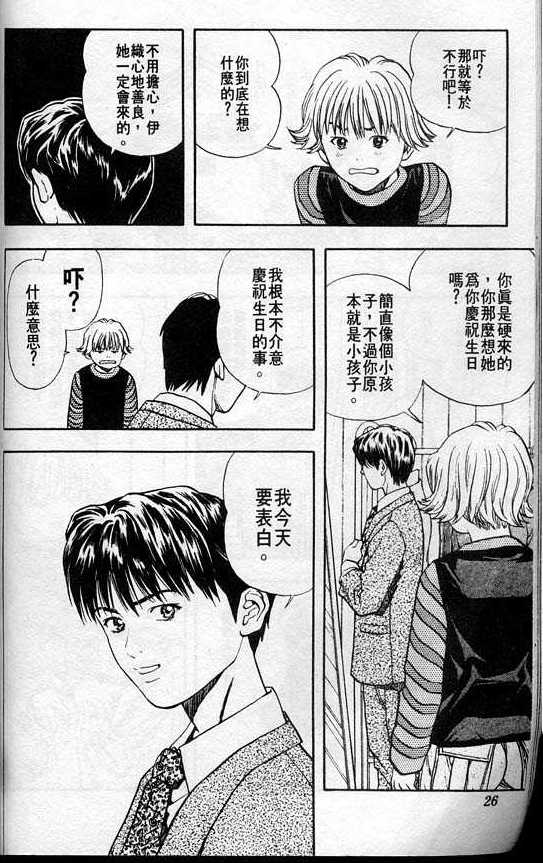 吓？
那就等於
不行吧！
你到底在想
什麼的？
不用擔心，伊
織心地善良，
她一定會來的。
你真是硬來的
，你那麼想她
爲你慶祝生日
嗎？
簡直像個小孩
子，不過你原
本就是小孩子。
我根本不介意
慶祝生日的事。
吓？
什麼意思？
我今天
要表白。
26